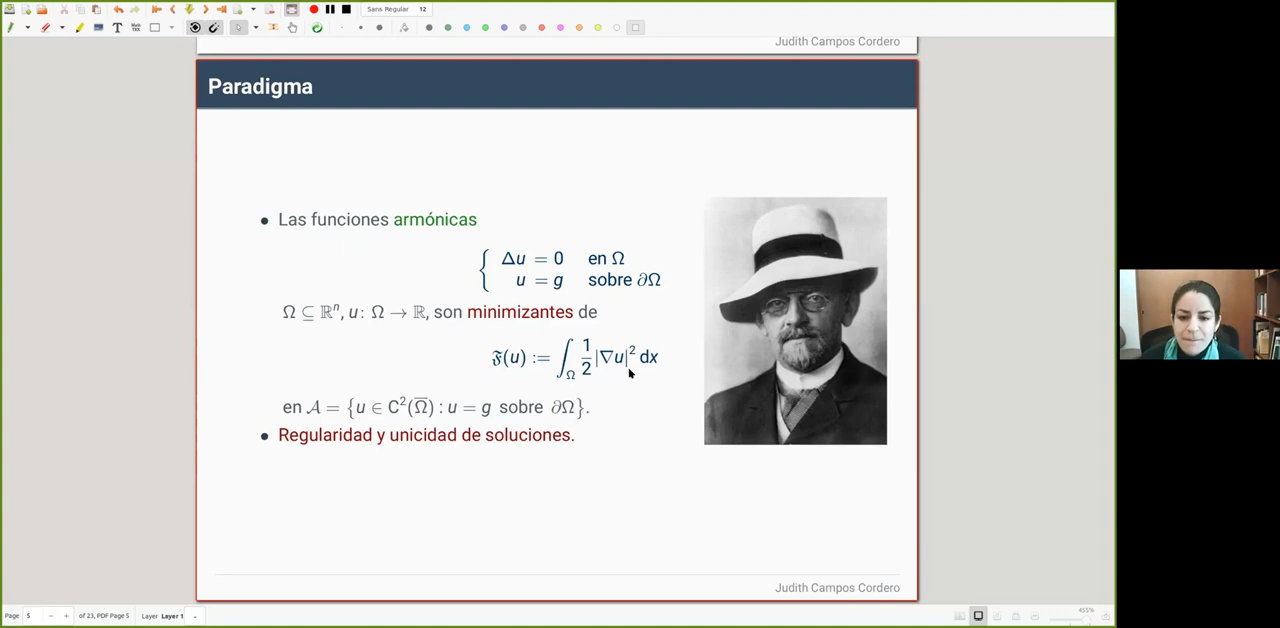 Sans Regular 12
Judith Campos Cordero
Paradigma
• Las funciones armónicas
{ Δu = 0 en Ω
u = g sobre ∂Ω
Ω ⊆ ℝⁿ, u: Ω → ℝ, son minimizantes de
𝔉(u) := ∫_Ω 1/2 |∇u|² dx
en 𝒜 = {u ∈ C²(Ω̅) : u = g sobre ∂Ω}.
• Regularidad y unicidad de soluciones.
Judith Campos Cordero
Page 5 of 23, PDF Page 5 Layer Layer 1
455%